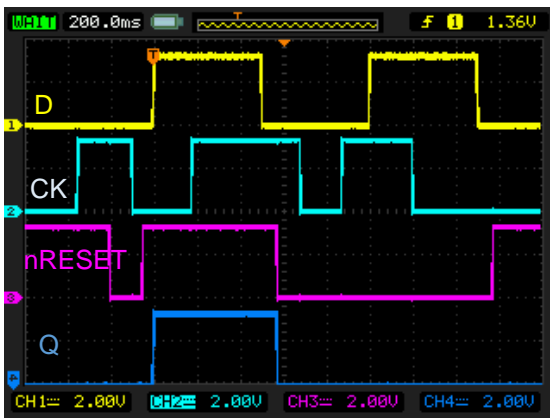 WAIT 200.0ms T f 1 1.36V
T
D
1
CK
2
nRESET
3
Q
CH1 2.00V CH2 2.00V CH3 2.00V CH4 2.00V